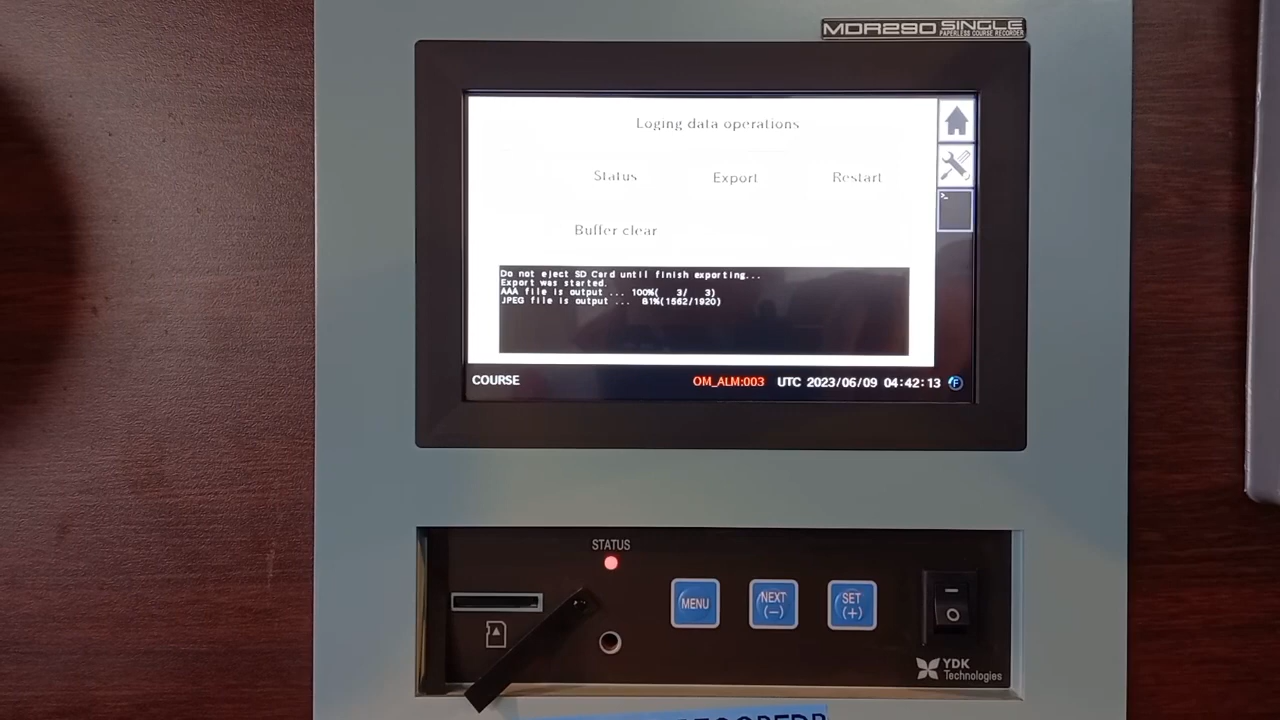 MDR290 SINGLE
PAPERLESS COURSE RECORDER
Loging data operations
Status Export Restart
Buffer clear
Do not eject SD Card until finish exporting...
Export was started.
AAA file is output ... 100%( 3/ 3)
JPEG file is output ... 81%(1562/1920)
COURSE OM_ALM:003 UTC 2023/06/09 04:42:13 F
STATUS
MENU NEXT (−) SET (+)
YDK
Technologies